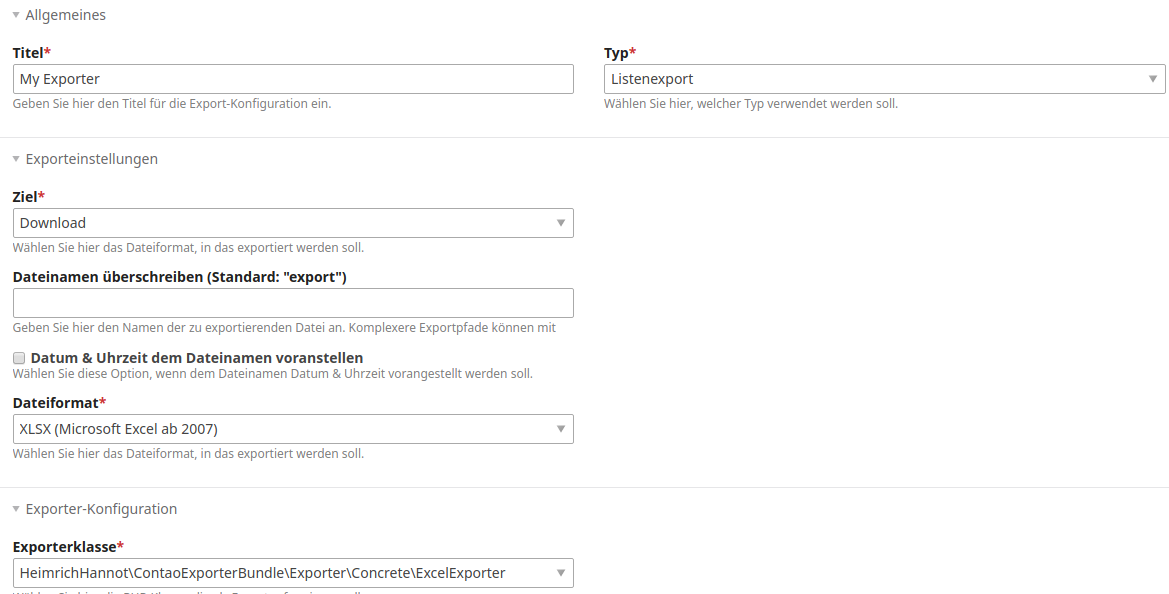 Allgemeines
Titel*
Typ*
My Exporter
Listenexport
Geben Sie hier den Titel für die Export-Konfiguration ein.
Wählen Sie hier, welcher Typ verwendet werden soll.
Exporteinstellungen
Ziel*
Download
Wählen Sie hier das Dateiformat, in das exportiert werden soll.
Dateinamen überschreiben (Standard: "export")
Geben Sie hier den Namen der zu exportierenden Datei an. Komplexere Exportpfade können mit
Datum & Uhrzeit dem Dateinamen voranstellen
Wählen Sie diese Option, wenn dem Dateinamen Datum & Uhrzeit vorangestellt werden soll.
Dateiformat*
XLSX (Microsoft Excel ab 2007)
Wählen Sie hier das Dateiformat, in das exportiert werden soll.
Exporter-Konfiguration
Exporterklasse*
HeimrichHannot\ContaoExporterBundle\Exporter\Concrete\ExcelExporter